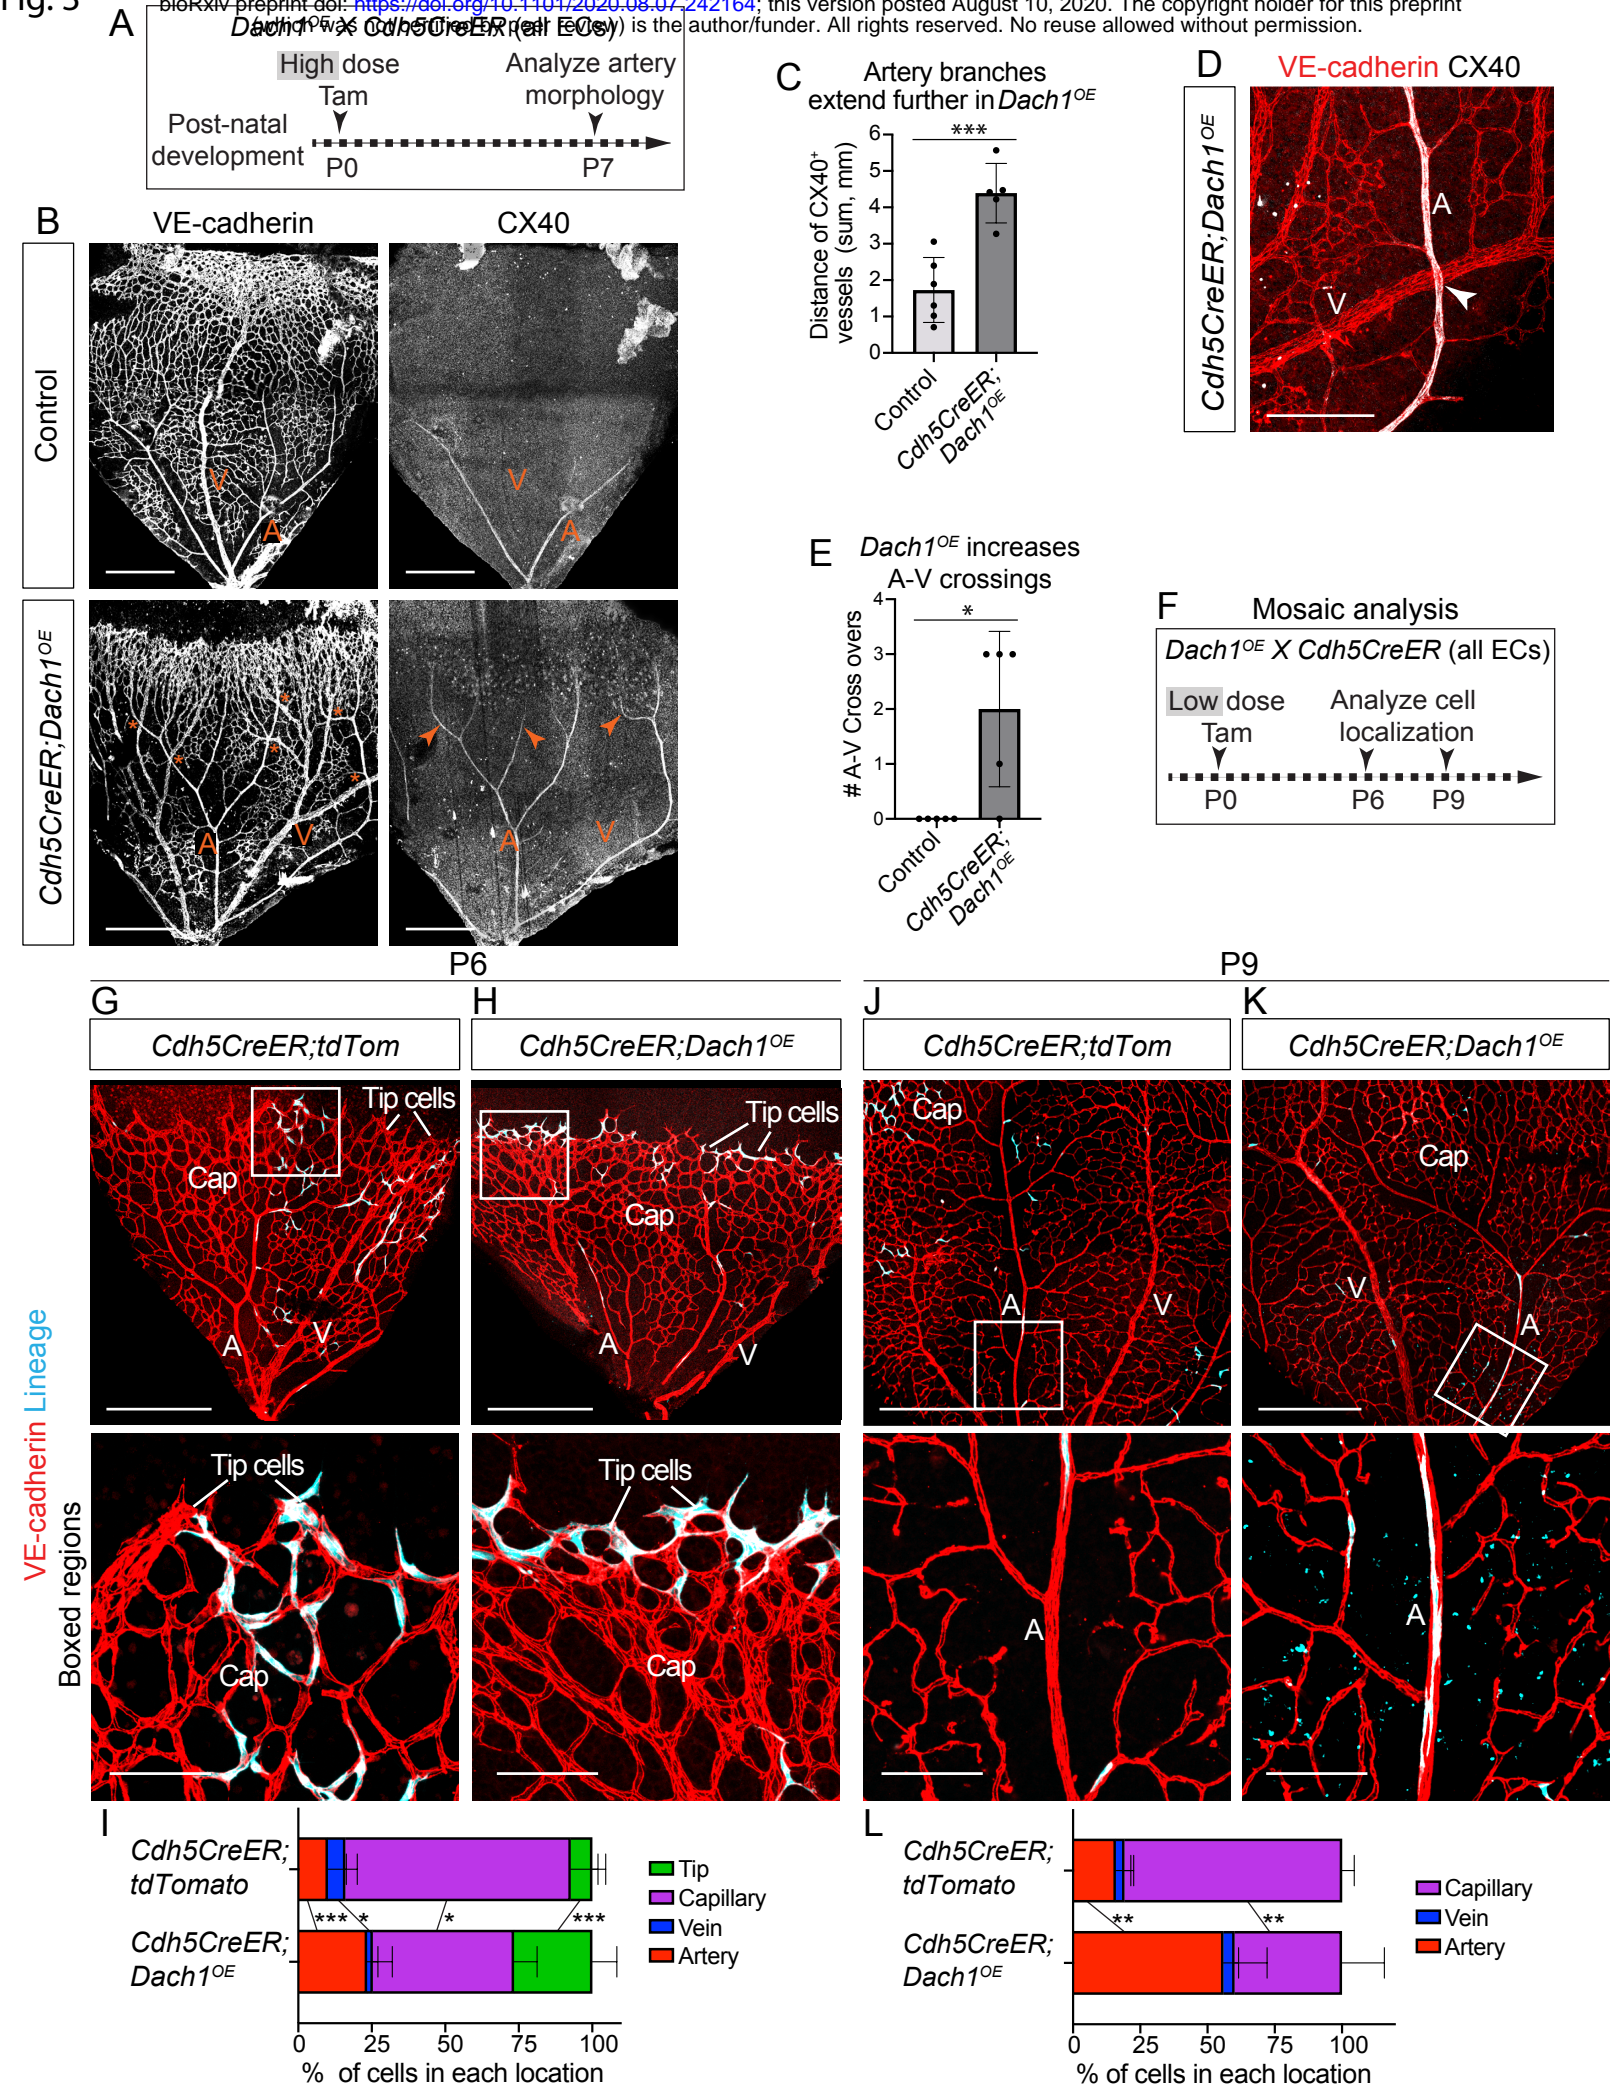 Fig. 5
bioRxiv preprint doi: https://doi.org/10.1101/2020.08.07.242164; this version posted August 10, 2020. The copyright holder for this preprint
(which was not certified by peer review) is the author/funder. All rights reserved. No reuse allowed without permission.
A
Dach1OE X Cdh5CreER (all ECs)
High dose
Tam
Analyze artery
morphology
Post-natal
development
P0
P7
B
VE-cadherin
CX40
Control
V
A
V
A
Cdh5CreER;Dach1OE
*
*
*
*
*
*
A
V
A
V
C
Artery branches
extend further in Dach1OE
Distance of CX40+
vessels (sum, mm)
6
5
4
3
2
1
0
***
Control
Cdh5CreER;
Dach1OE
D
VE-cadherin CX40
Cdh5CreER;Dach1OE
A
V
E
Dach1OE increases
A-V crossings
# A-V Cross overs
4
3
2
1
0
*
Control
Cdh5CreER;
Dach1OE
F
Mosaic analysis
Dach1OE X Cdh5CreER (all ECs)
Low dose
Tam
Analyze cell
localization
P0
P6
P9
P6
P9
VE-cadherin Lineage
Boxed regions
G
Cdh5CreER;tdTom
Tip cells
Cap
A
V
Tip cells
Cap
H
Cdh5CreER;Dach1OE
Tip cells
Cap
A
V
Tip cells
Cap
J
Cdh5CreER;tdTom
Cap
A
V
A
K
Cdh5CreER;Dach1OE
Cap
V
A
A
I
Cdh5CreER;
tdTomato
*** * * ***
Cdh5CreER;
Dach1OE
Tip
Capillary
Vein
Artery
0 25 50 75 100
% of cells in each location
L
Cdh5CreER;
tdTomato
** **
Cdh5CreER;
Dach1OE
Capillary
Vein
Artery
0 25 50 75 100
% of cells in each location